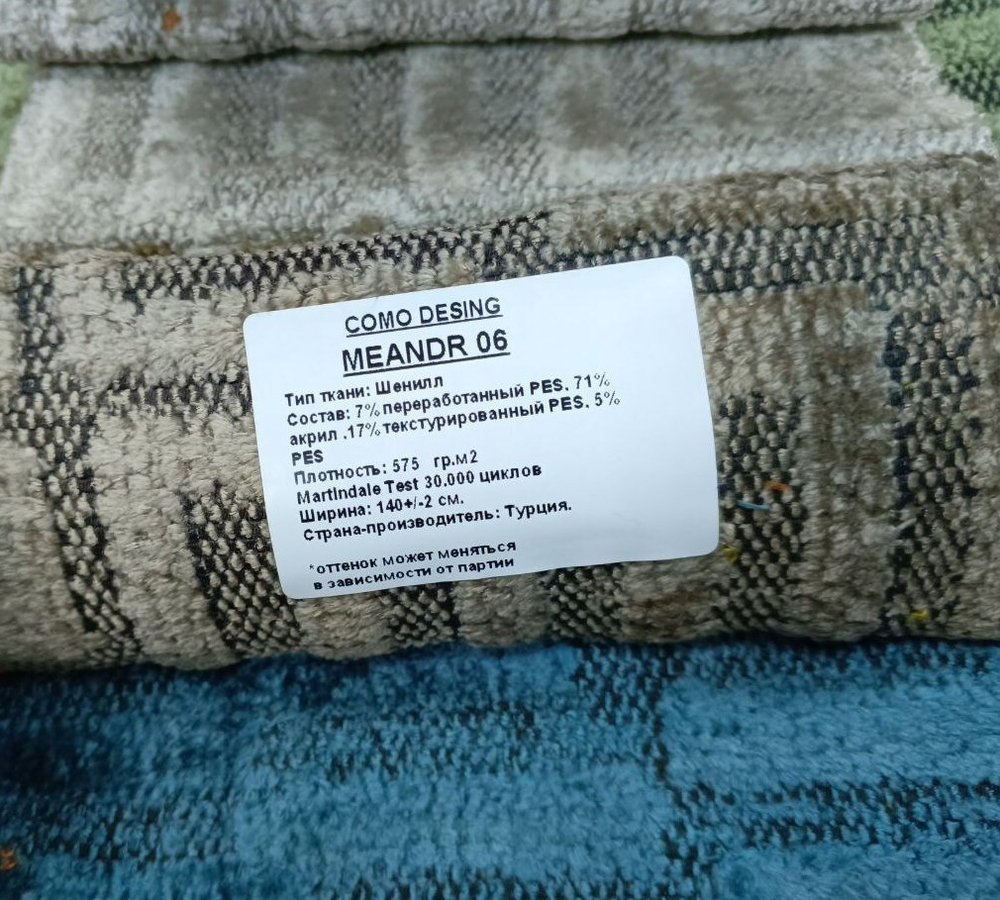 COMO DESING
MEANDR 06
Тип ткани: Шенилл
Состав: 7% переработанный PES. 71%
акрил .17% текстурированный PES. 5%
PES
Плотность: 575 гр.м2
Martindale Test 30.000 циклов
Ширина: 140+/-2 см.
Страна-производитель: Турция.
*оттенок может меняться
в зависимости от партии